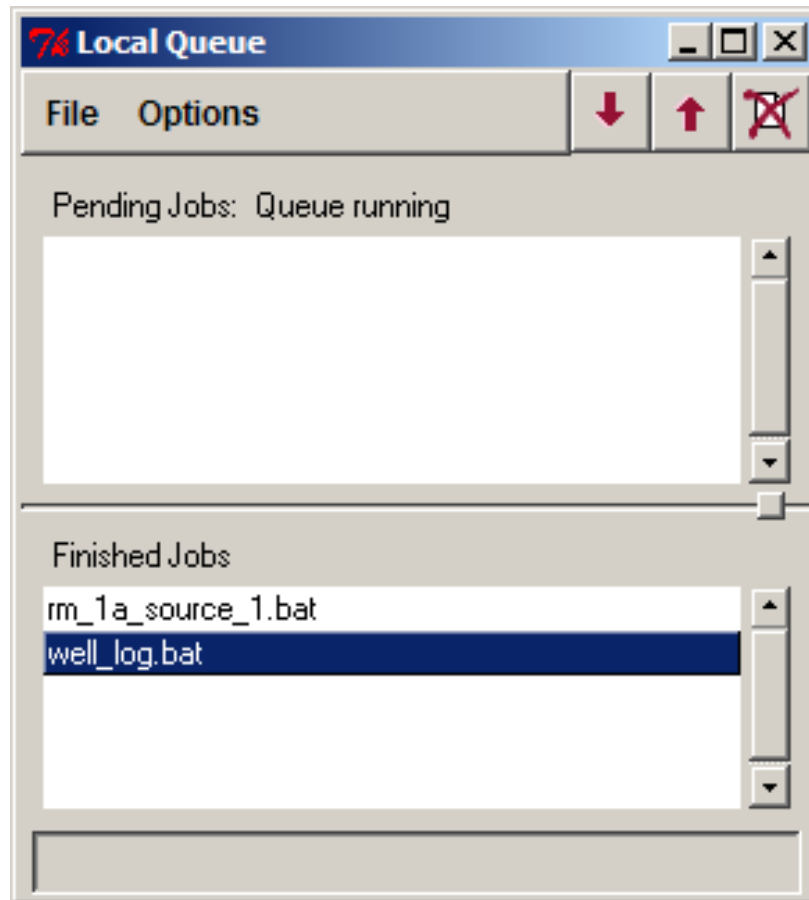 Local Queue
File Options
Pending Jobs: Queue running
Finished Jobs
rm_1a_source_1.bat
well_log.bat